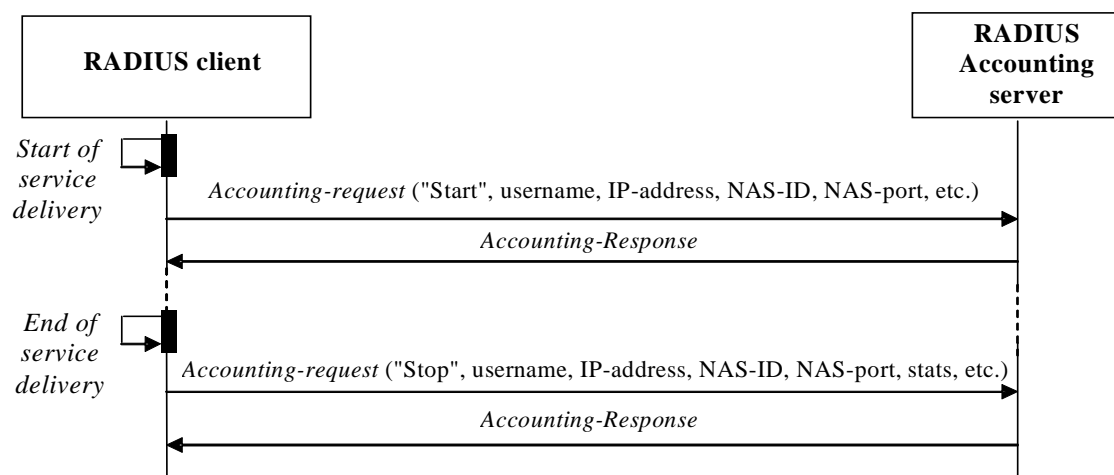 RADIUS client
RADIUS
Accounting
server
Start of
service
delivery
Accounting-request ("Start", username, IP-address, NAS-ID, NAS-port, etc.)
Accounting-Response
End of
service
delivery
Accounting-request ("Stop", username, IP-address, NAS-ID, NAS-port, stats, etc.)
Accounting-Response